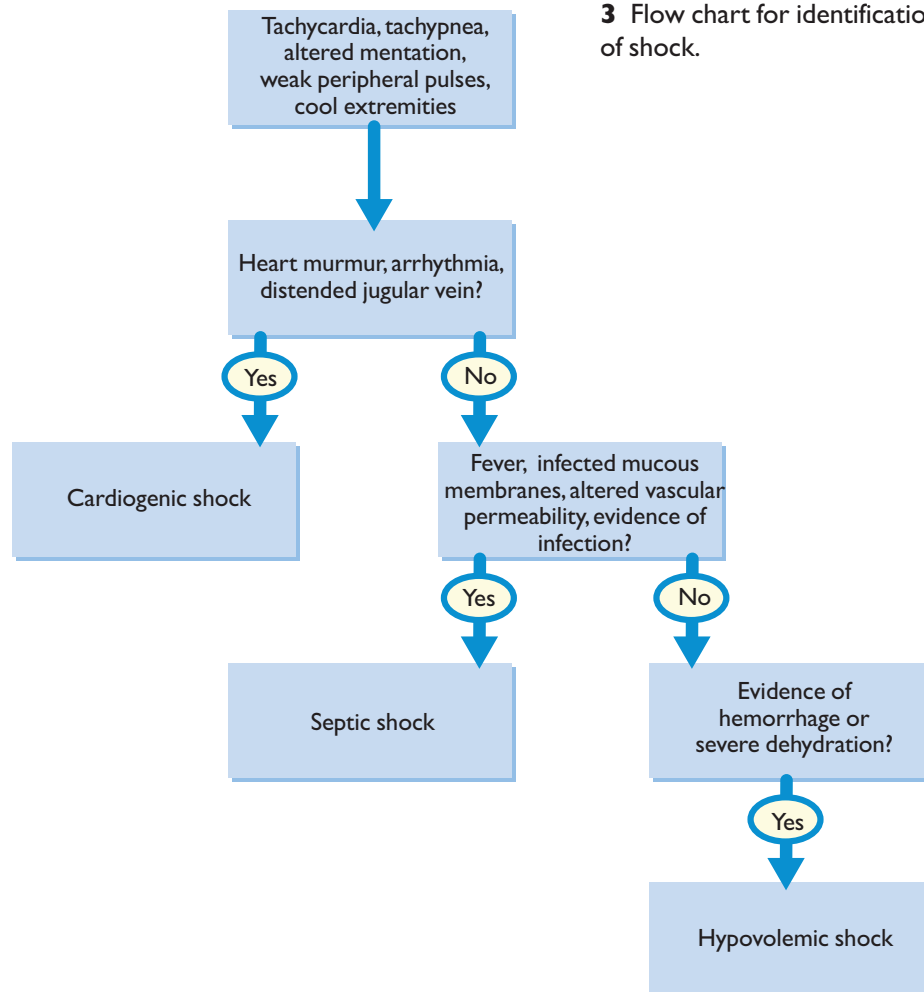 3 Flow chart for identificatio
of shock.
Tachycardia, tachypnea,
altered mentation,
weak peripheral pulses,
cool extremities
Heart murmur, arrhythmia,
distended jugular vein?
Yes
No
Cardiogenic shock
Fever, infected mucous
membranes, altered vascular
permeability, evidence of
infection?
Yes
No
Septic shock
Evidence of
hemorrhage or
severe dehydration?
Yes
Hypovolemic shock